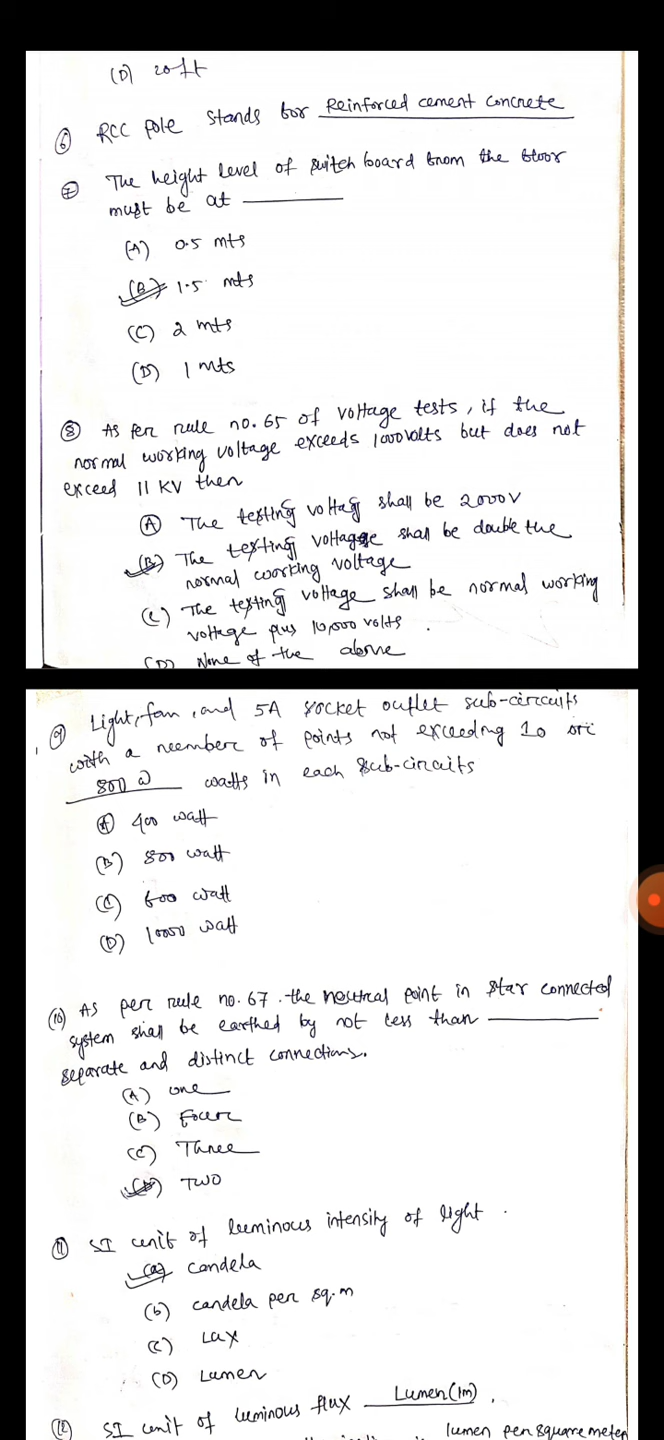 (D) 20ft
⑥ RCC pole stands for Reinforced cement concrete
⑦ The height level of switch board from the floor
must be at ______
(A) 0.5 mts
(B) 1.5 mts
(C) 2 mts
(D) 1 mts
⑧ As per rule no. 65 of voltage tests, if the
normal working voltage exceeds 1000volts but does not
exceed 11 KV then
Ⓐ The testing voltag shall be 2000V
(B) The testing voltage shall be double the
normal working voltage
(C) The testing voltage shall be normal working
voltage plus 10,000 volts.
(D) None of the above
⑨ Light, fan, and 5A socket outlet sub-circuits
with a number of points not exceedng 10 or
800 W watts in each sub-circuits
Ⓐ 400 watt
(B) 800 watt
(C) 600 watt
(D) 10000 watt
⑩ As per rule no. 67. the neutral point in star connected
system shall be earthed by not less than ______
separate and distinct connections.
(A) one
(B) Four
(C) Three
(D) TWO
⑪ SI unit of luminous intensity of light.
(a) candela
(b) candela per sq.m
(c) Lux
(D) Lumen
⑫ SI unit of luminous flux Lumen(lm).
lumen per square meter